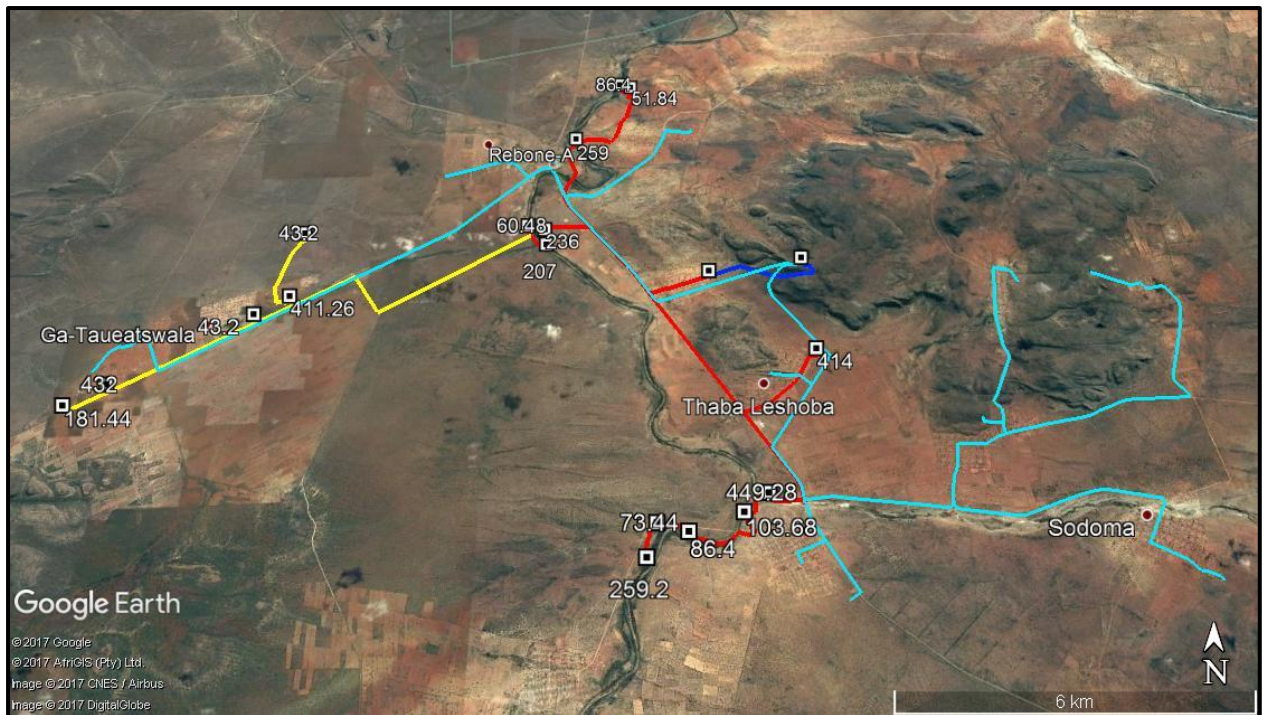 86.4
51.84
Rebone-A
259
43.2
60.48
236
207
411.26
43.2
Ga-Taueatswala
414
432
181.44
Thaba Leshoba
449.28
73.44
103.68
86.4
Sodoma
259.2
Google Earth
© 2017 Google
© 2017 AfriGIS (Pty) Ltd.
Image © 2017 CNES / Airbus
Image © 2017 DigitalGlobe
N
6 km